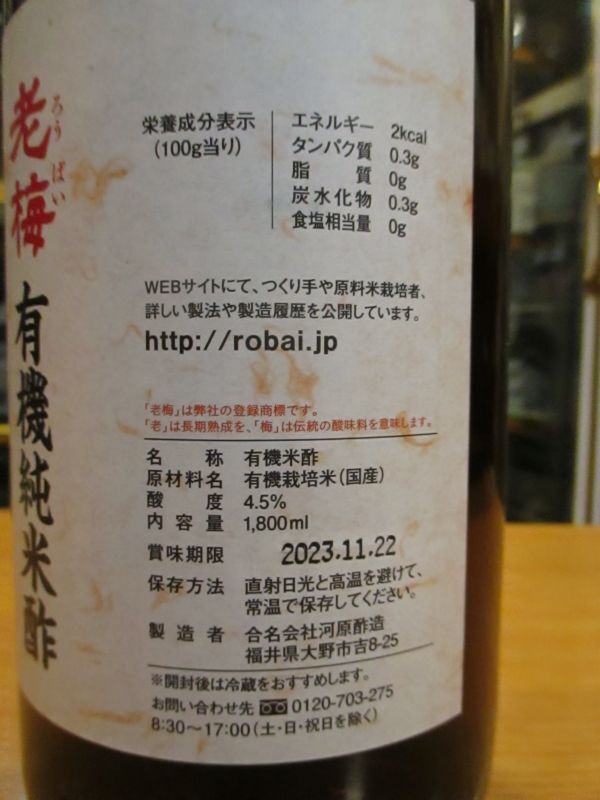 老梅
ろうばい
有機純米酢
栄養成分表示
(100g当り)
エネルギー 2kcal
タンパク質 0.3g
脂質 0g
炭水化物 0.3g
食塩相当量 0g
WEBサイトにて、つくり手や原料米栽培者、
詳しい製法や製造履歴を公開しています。
http://robai.jp
「老梅」は弊社の登録商標です。
「老」は長期熟成を、「梅」は伝統の酸味料を意味します。
名称 有機米酢
原材料名 有機栽培米(国産)
酸度 4.5%
内容量 1,800ml
賞味期限 2023.11.22
保存方法 直射日光と高温を避けて、
常温で保存してください。
製造者 合名会社河原酢造
福井県大野市吉8-25
※開封後は冷蔵をおすすめします。
お問い合わせ先 0120-703-275
8:30〜17:00(土・日・祝日を除く)